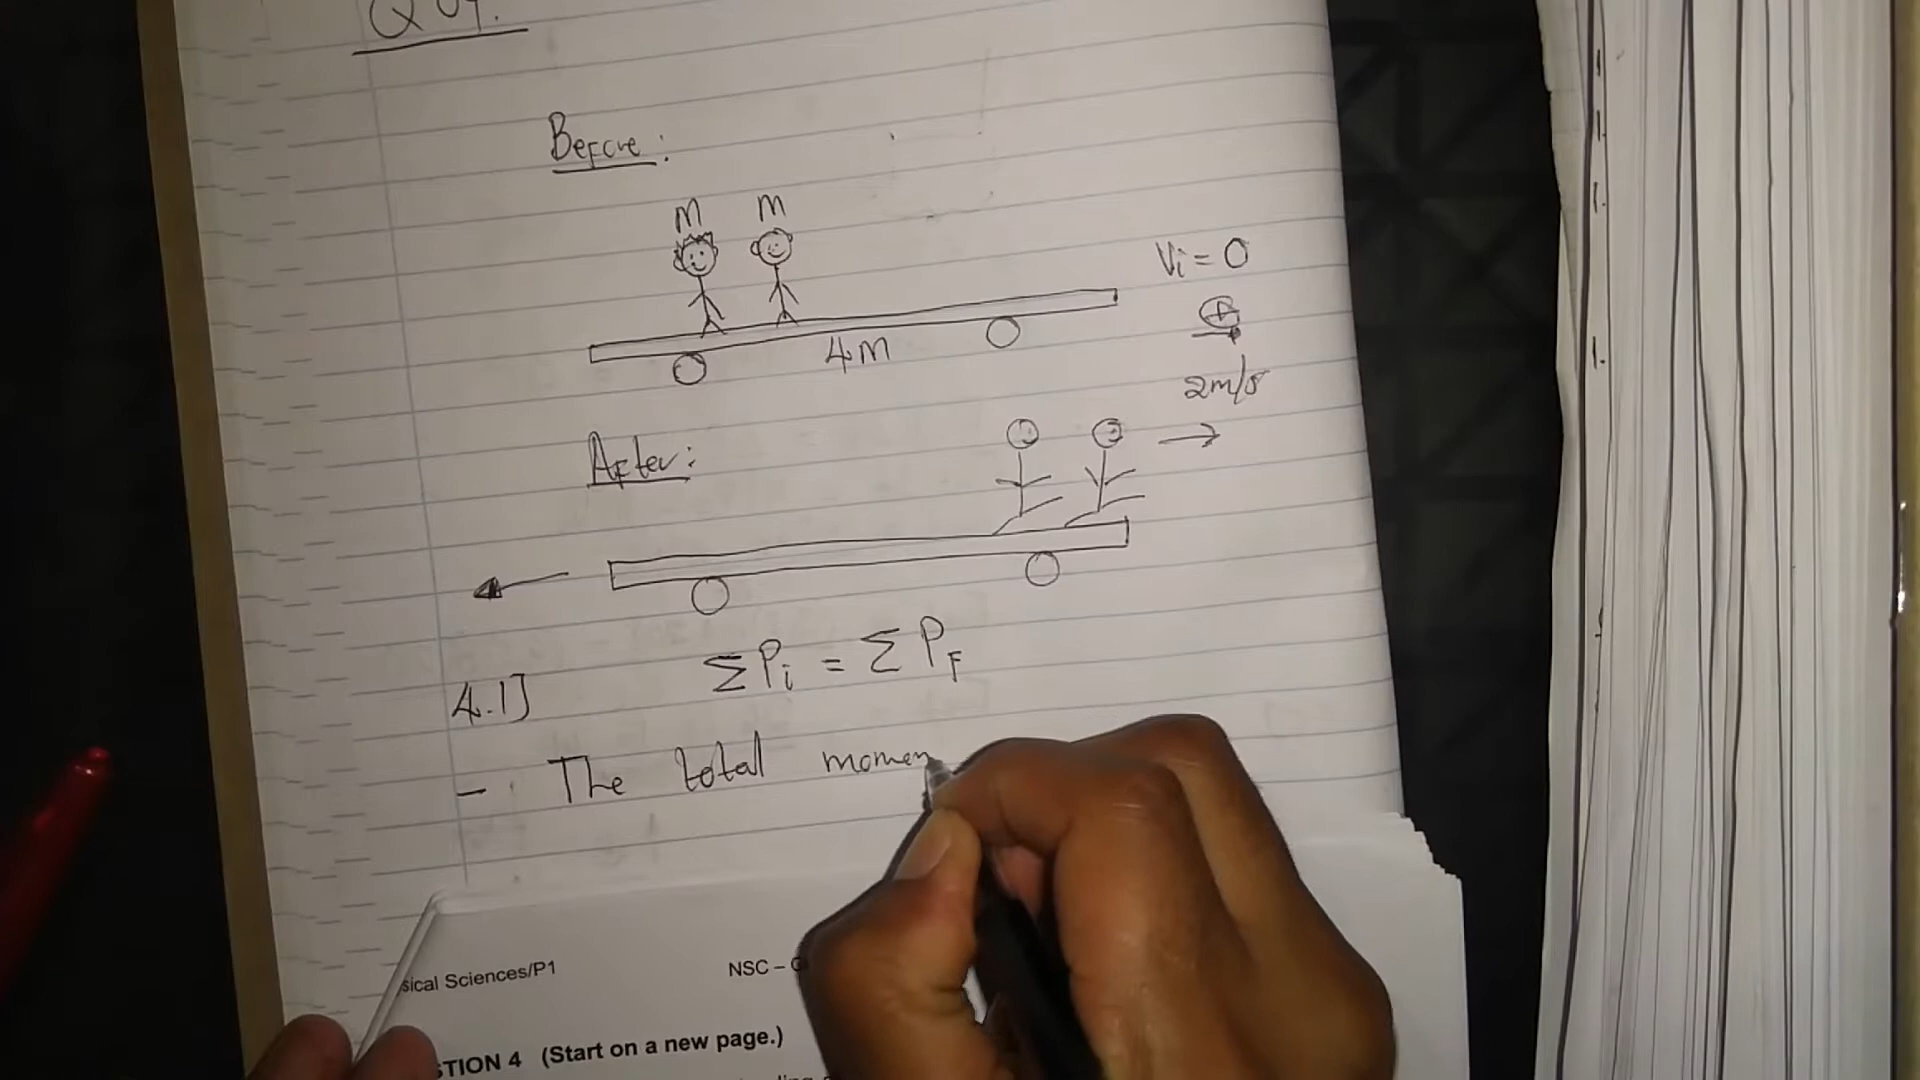 Q 04.
Before:
m m
Vi = 0
+
4m
2m/s
After:
4.1] ΣPi = ΣPF
- The total momen
sical Sciences/P1 NSC –
STION 4 (Start on a new page.)